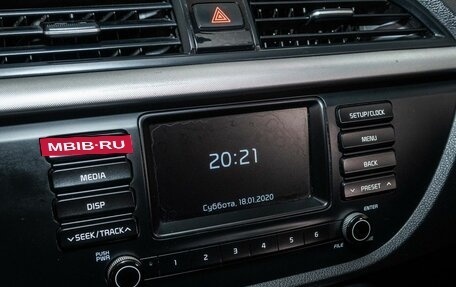 MBIB-RU
MEDIA
DISP
SEEK/TRACK
PUSH
PWR
20:21
Суббота, 18.01.2020
1 2 3 4 5 6
SETUP/CLOCK
MENU
BACK
PRESET
ENTER
FILE